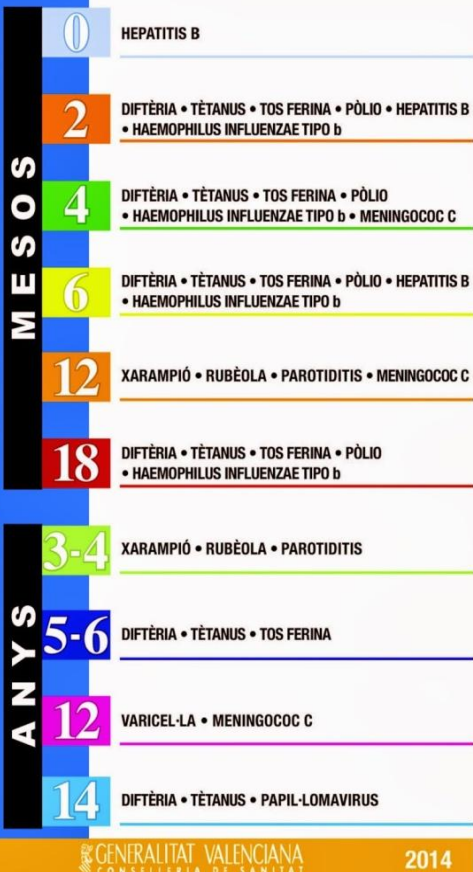 MESOS
0
HEPATITIS B
2
DIFTÈRIA • TÈTANUS • TOS FERINA • PÒLIO • HEPATITIS B
• HAEMOPHILUS INFLUENZAE TIPO b
4
DIFTÈRIA • TÈTANUS • TOS FERINA • PÒLIO
• HAEMOPHILUS INFLUENZAE TIPO b • MENINGOCOC C
6
DIFTÈRIA • TÈTANUS • TOS FERINA • PÒLIO • HEPATITIS B
• HAEMOPHILUS INFLUENZAE TIPO b
12
XARAMPIÓ • RUBÈOLA • PAROTIDITIS • MENINGOCOC C
18
DIFTÈRIA • TÈTANUS • TOS FERINA • PÒLIO
• HAEMOPHILUS INFLUENZAE TIPO b
ANYS
3-4
XARAMPIÓ • RUBÈOLA • PAROTIDITIS
5-6
DIFTÈRIA • TÈTANUS • TOS FERINA
12
VARICEL·LA • MENINGOCOC C
14
DIFTÈRIA • TÈTANUS • PAPIL·LOMAVIRUS
GENERALITAT VALENCIANA
CONSELLERIA DE SANITAT
2014